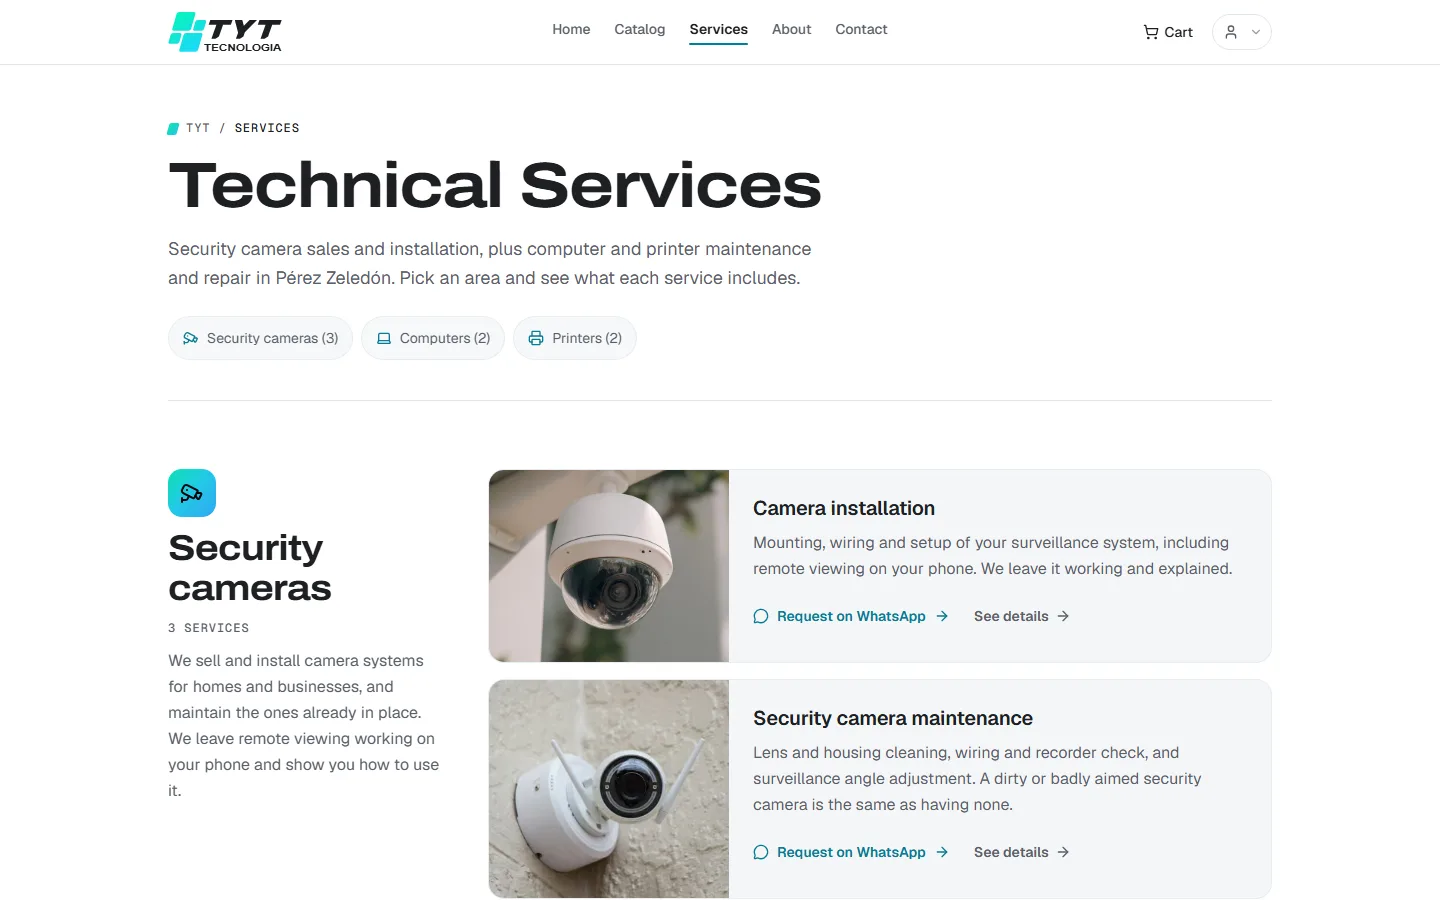 TYT
TECNOLOGIA
Home
Catalog
Services
About
Contact
Cart
TYT / SERVICES
Technical Services
Security camera sales and installation, plus computer and printer maintenance
and repair in Pérez Zeledón. Pick an area and see what each service includes.
Security cameras (3)
Computers (2)
Printers (2)
Security
cameras
3 SERVICES
We sell and install camera systems
for homes and businesses, and
maintain the ones already in place.
We leave remote viewing working on
your phone and show you how to use
it.
Camera installation
Mounting, wiring and setup of your surveillance system, including
remote viewing on your phone. We leave it working and explained.
Request on WhatsApp →
See details →
Security camera maintenance
Lens and housing cleaning, wiring and recorder check, and
surveillance angle adjustment. A dirty or badly aimed security
camera is the same as having none.
Request on WhatsApp →
See details →